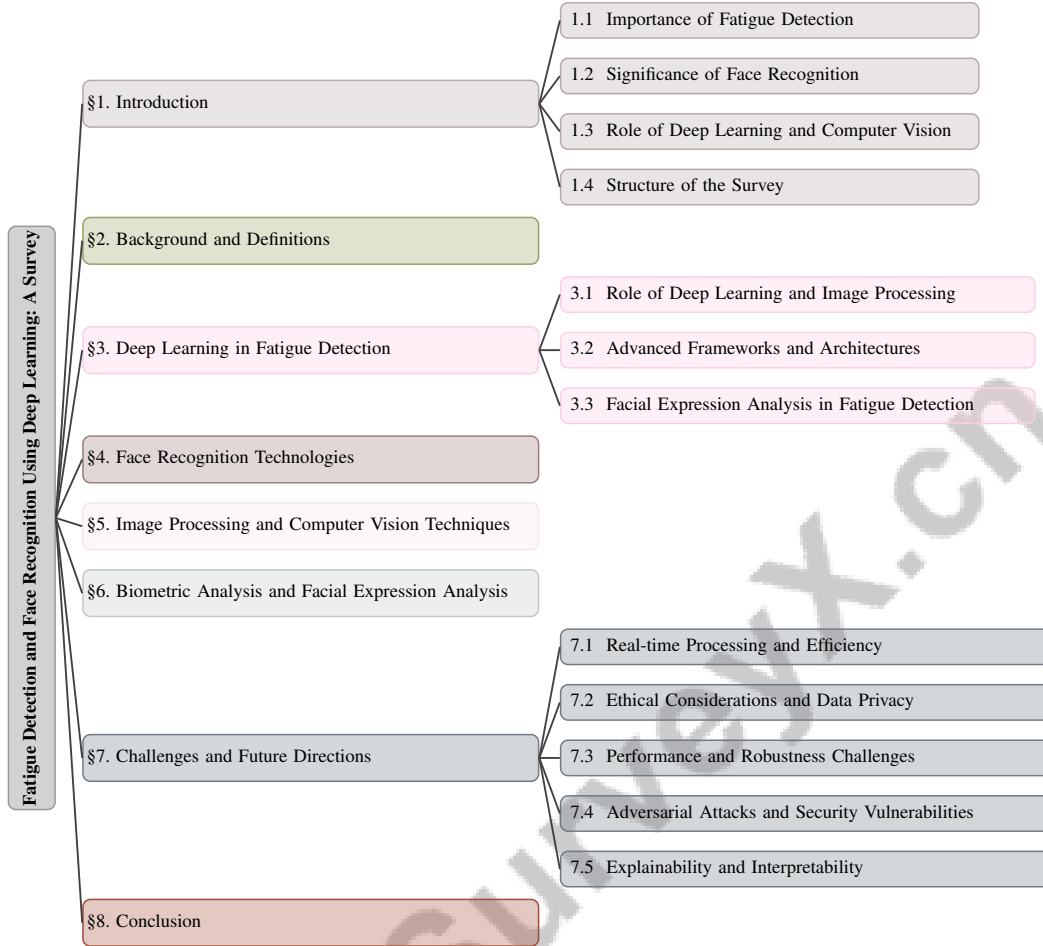 Fatigue Detection and Face Recognition Using Deep Learning: A Survey
§1. Introduction
1.1 Importance of Fatigue Detection
1.2 Significance of Face Recognition
1.3 Role of Deep Learning and Computer Vision
1.4 Structure of the Survey
§2. Background and Definitions
§3. Deep Learning in Fatigue Detection
3.1 Role of Deep Learning and Image Processing
3.2 Advanced Frameworks and Architectures
3.3 Facial Expression Analysis in Fatigue Detection
§4. Face Recognition Technologies
§5. Image Processing and Computer Vision Techniques
§6. Biometric Analysis and Facial Expression Analysis
§7. Challenges and Future Directions
7.1 Real-time Processing and Efficiency
7.2 Ethical Considerations and Data Privacy
7.3 Performance and Robustness Challenges
7.4 Adversarial Attacks and Security Vulnerabilities
7.5 Explainability and Interpretability
§8. Conclusion
Surveyx.cn